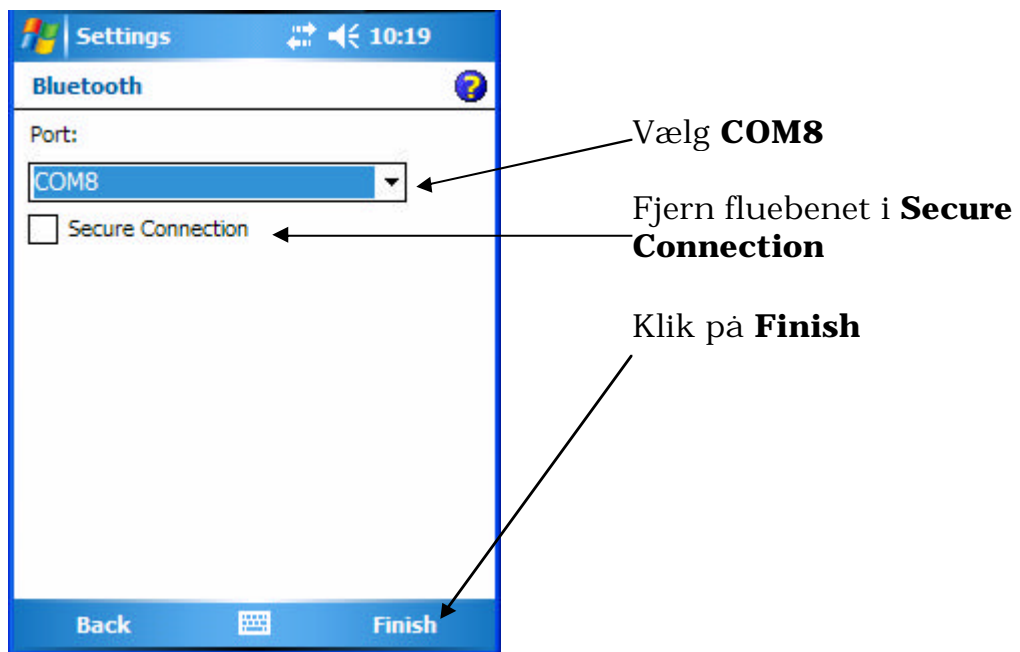 Settings 10:19
Bluetooth
Port:
COM8
Secure Connection
Vælg COM8
Fjern fluebenet i Secure
Connection
Klik på Finish
Back Finish